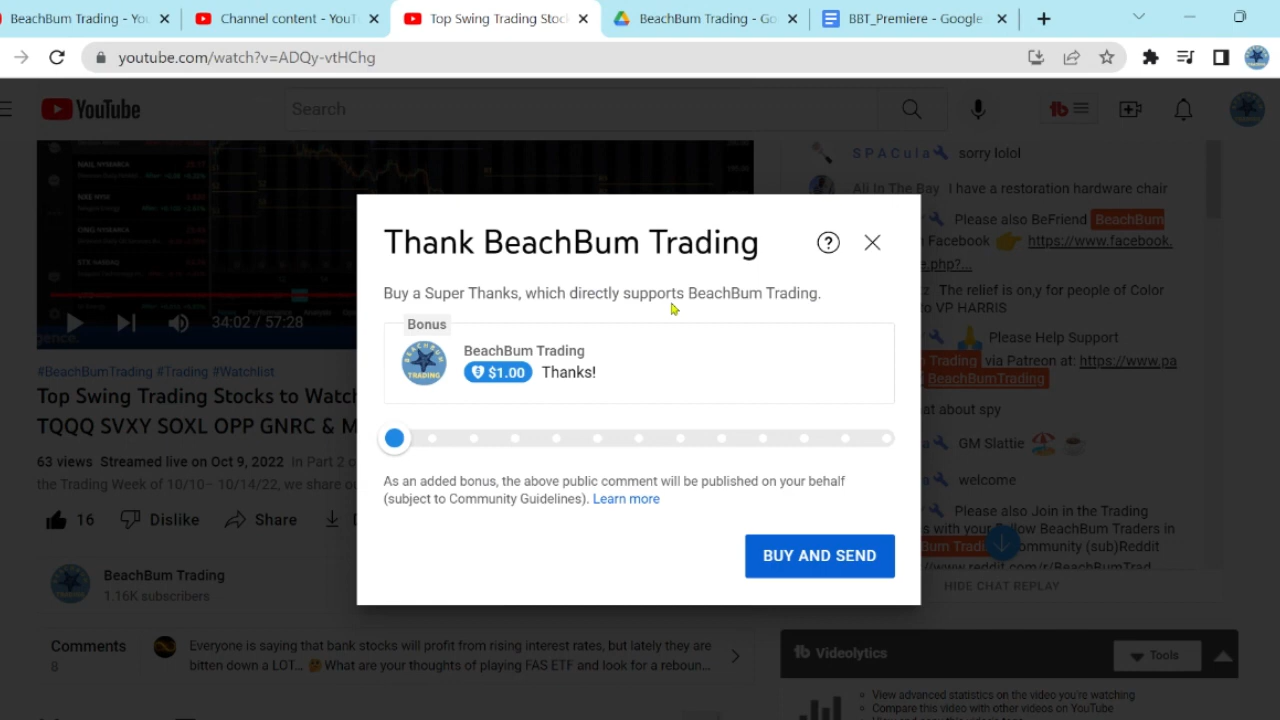 BeachBum Trading - You
Channel content - YouT
Top Swing Trading Stoc
BeachBum Trading - Go
BBT_Premiere - Google
youtube.com/watch?v=ADQy-vtHChg
YouTube
Search
34:02 / 57:28
#BeachBumTrading #Trading #Watchlist
Top Swing Trading Stocks to Watc
TQQQ SVXY SOXL OPP GNRC & M
63 views Streamed live on Oct 9, 2022 In Part 2 o
the Trading Week of 10/10– 10/14/22, we share ou
16 Dislike Share
BeachBum Trading
1.16K subscribers
Comments
8
Everyone is saying that bank stocks will profit from rising interest rates, but lately they are
bitten down a LOT... 🤔What are your thoughts of playing FAS ETF and look for a reboun...
Thank BeachBum Trading
Buy a Super Thanks, which directly supports BeachBum Trading.
Bonus
BeachBum Trading
$1.00 Thanks!
As an added bonus, the above public comment will be published on your behalf
(subject to Community Guidelines). Learn more
BUY AND SEND
S P A C u l a sorry lolol
Ali In The Bay I have a restoration hardware chair
Please also BeFriend BeachBum
Facebook 👉 https://www.facebook.
.php?...
The relief is on,y for people of Color
to VP HARRIS
🙏 Please Help Support
Trading via Patreon at: https://www.pa
BeachBumTrading
at about spy
GM Slattie 🏖️ ☕
welcome
Please also Join in the Trading
s with your Fellow BeachBum Traders in
Community (sub)Reddit
HIDE CHAT REPLAY
tb Videolytics
Tools
View advanced statistics on the video you're watching
Compare this video with other videos on YouTube